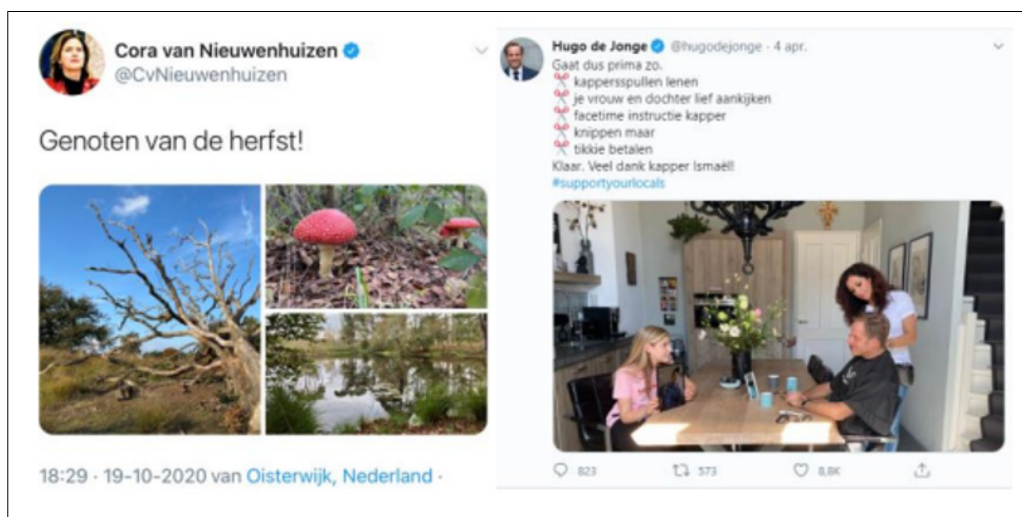 Cora van Nieuwenhuizen
@CvNieuwenhuizen
Genoten van de herfst!
18:29 · 19-10-2020 van Oisterwijk, Nederland ·
Hugo de Jonge @hugodejonge · 4 apr.
Gaat dus prima zo.
kappersspullen lenen
je vrouw en dochter lief aankijken
facetime instructie kapper
knippen maar
tikkie betalen
Klaar. Veel dank kapper Ismaël!
#supportyourlocals
823 573 8,8K